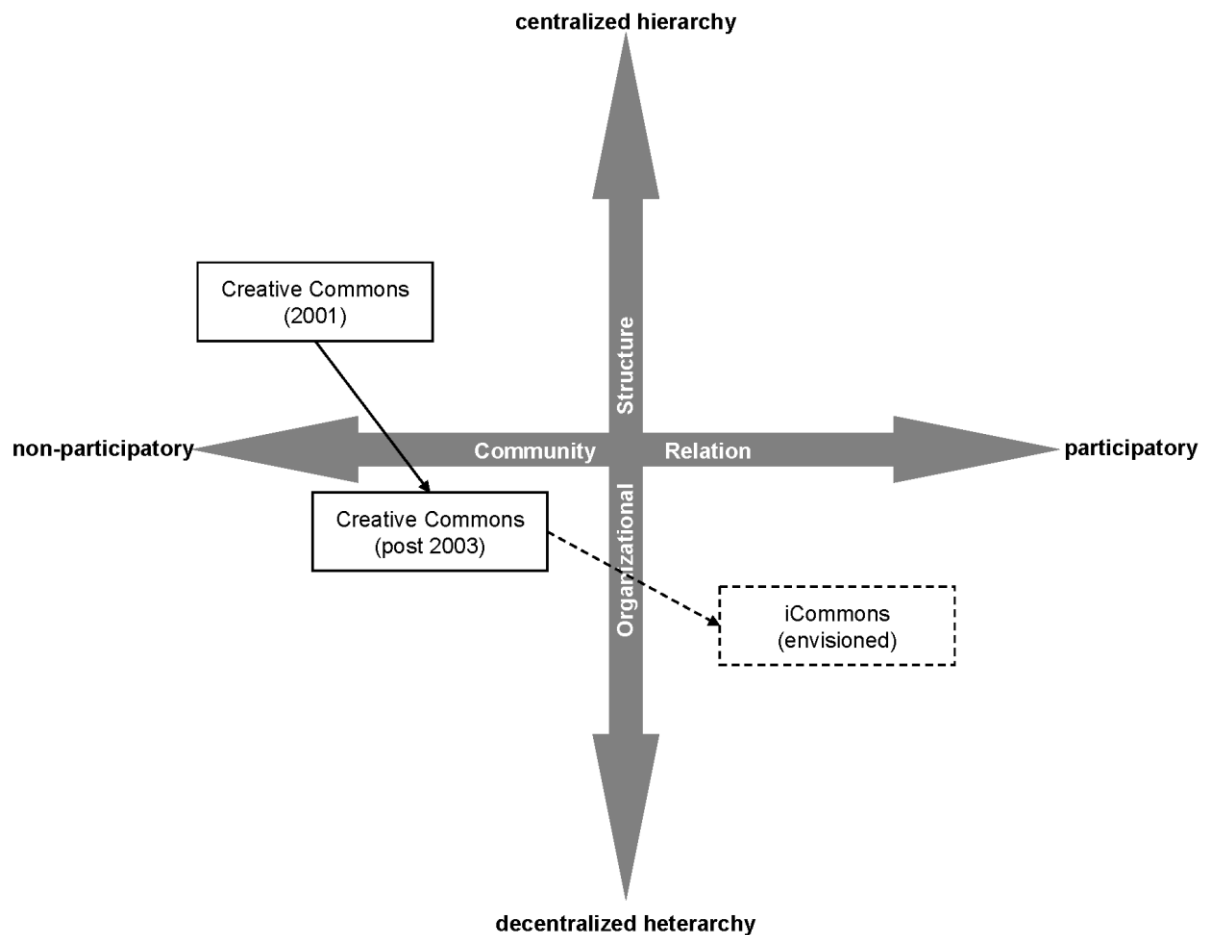 centralized hierarchy
Creative Commons
(2001)
Structure
non-participatory
Community Relation
participatory
Creative Commons
(post 2003)
Organizational
iCommons
(envisioned)
decentralized heterarchy